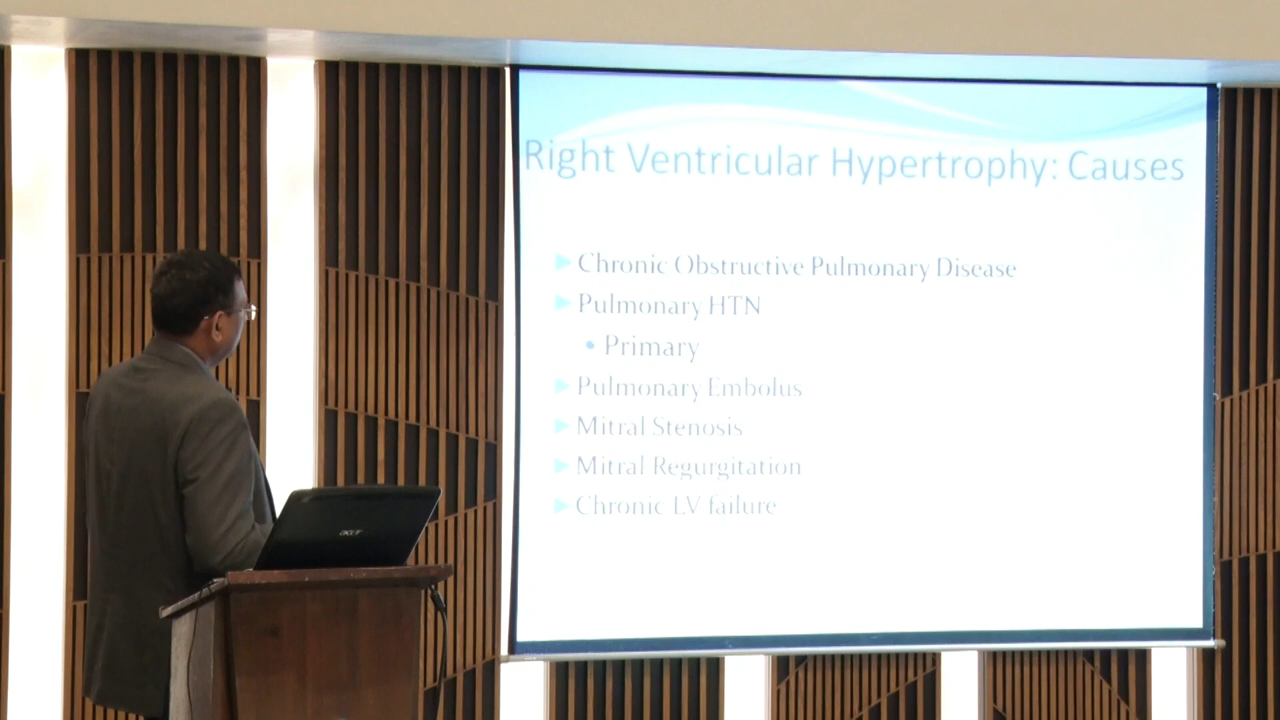 Right Ventricular Hypertrophy: Causes
Chronic Obstructive Pulmonary Disease
Pulmonary HTN
• Primary
Pulmonary Embolus
Mitral Stenosis
Mitral Regurgitation
Chronic LV failure
acer